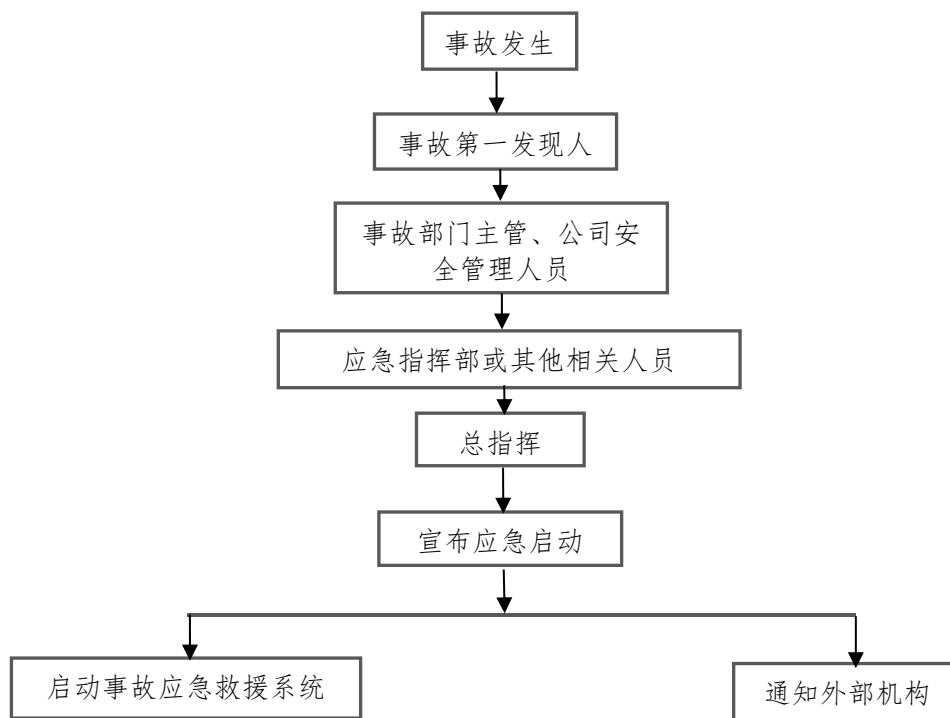 事故发生
事故第一发现人
事故部门主管、公司安
全管理人员
应急指挥部或其他相关人员
总指挥
宣布应急启动
启动事故应急救援系统
通知外部机构